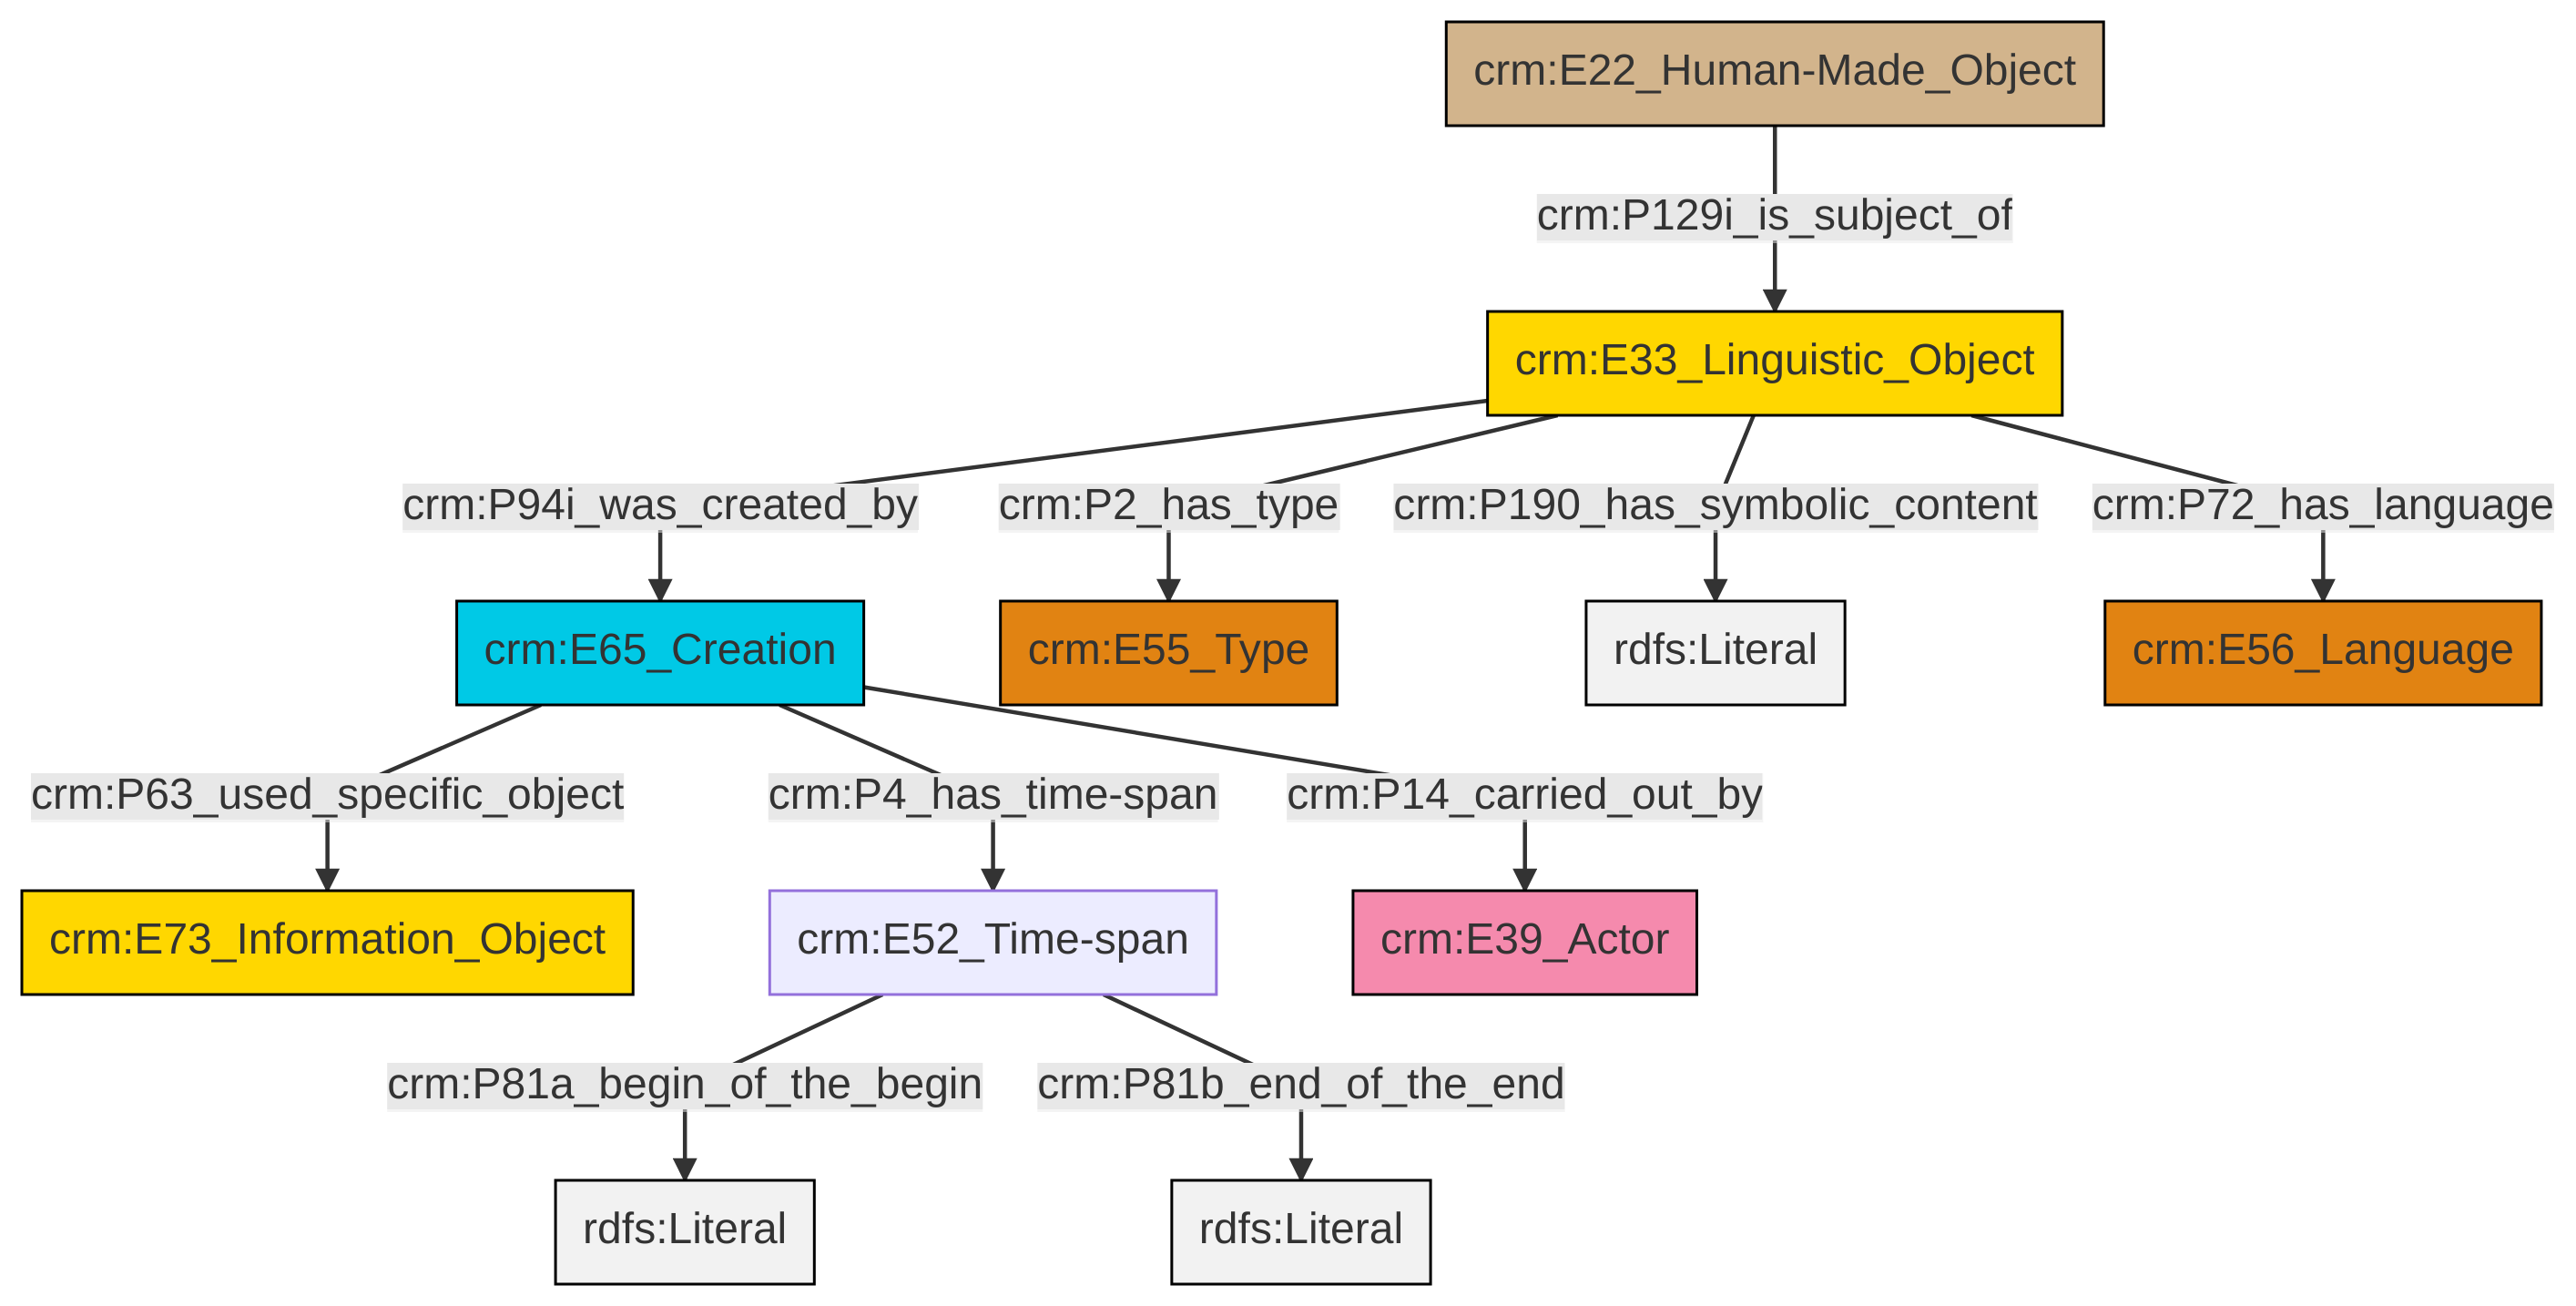 crm:E22_Human-Made_Object
crm:P129i_is_subject_of
crm:E33_Linguistic_Object
crm:P94i_was_created_by
crm:P2_has_type
crm:P190_has_symbolic_content
crm:P72_has_language
crm:E65_Creation
crm:E55_Type
rdfs:Literal
crm:E56_Language
crm:P63_used_specific_object
crm:P4_has_time-span
crm:P14_carried_out_by
crm:E73_Information_Object
crm:E52_Time-span
crm:E39_Actor
crm:P81a_begin_of_the_begin
crm:P81b_end_of_the_end
rdfs:Literal
rdfs:Literal